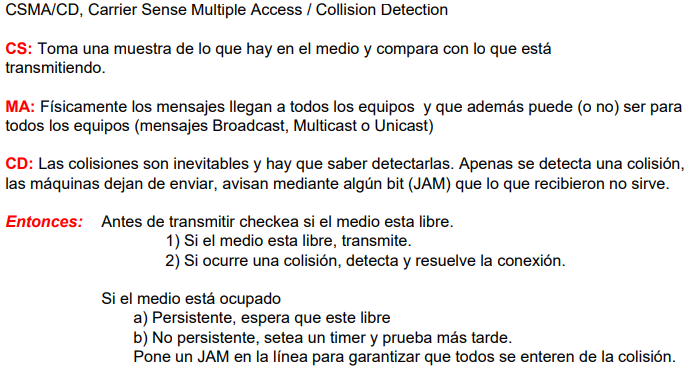 CSMA/CD, Carrier Sense Multiple Access / Collision Detection
CS: Toma una muestra de lo que hay en el medio y compara con lo que está
transmitiendo.
MA: Físicamente los mensajes llegan a todos los equipos y que además puede (o no) ser para
todos los equipos (mensajes Broadcast, Multicast o Unicast)
CD: Las colisiones son inevitables y hay que saber detectarlas. Apenas se detecta una colisión,
las máquinas dejan de enviar, avisan mediante algún bit (JAM) que lo que recibieron no sirve.
Entonces: Antes de transmitir checkea si el medio esta libre.
1) Si el medio esta libre, transmite.
2) Si ocurre una colisión, detecta y resuelve la conexión.
Si el medio está ocupado
a) Persistente, espera que este libre
b) No persistente, setea un timer y prueba más tarde.
Pone un JAM en la línea para garantizar que todos se enteren de la colisión.